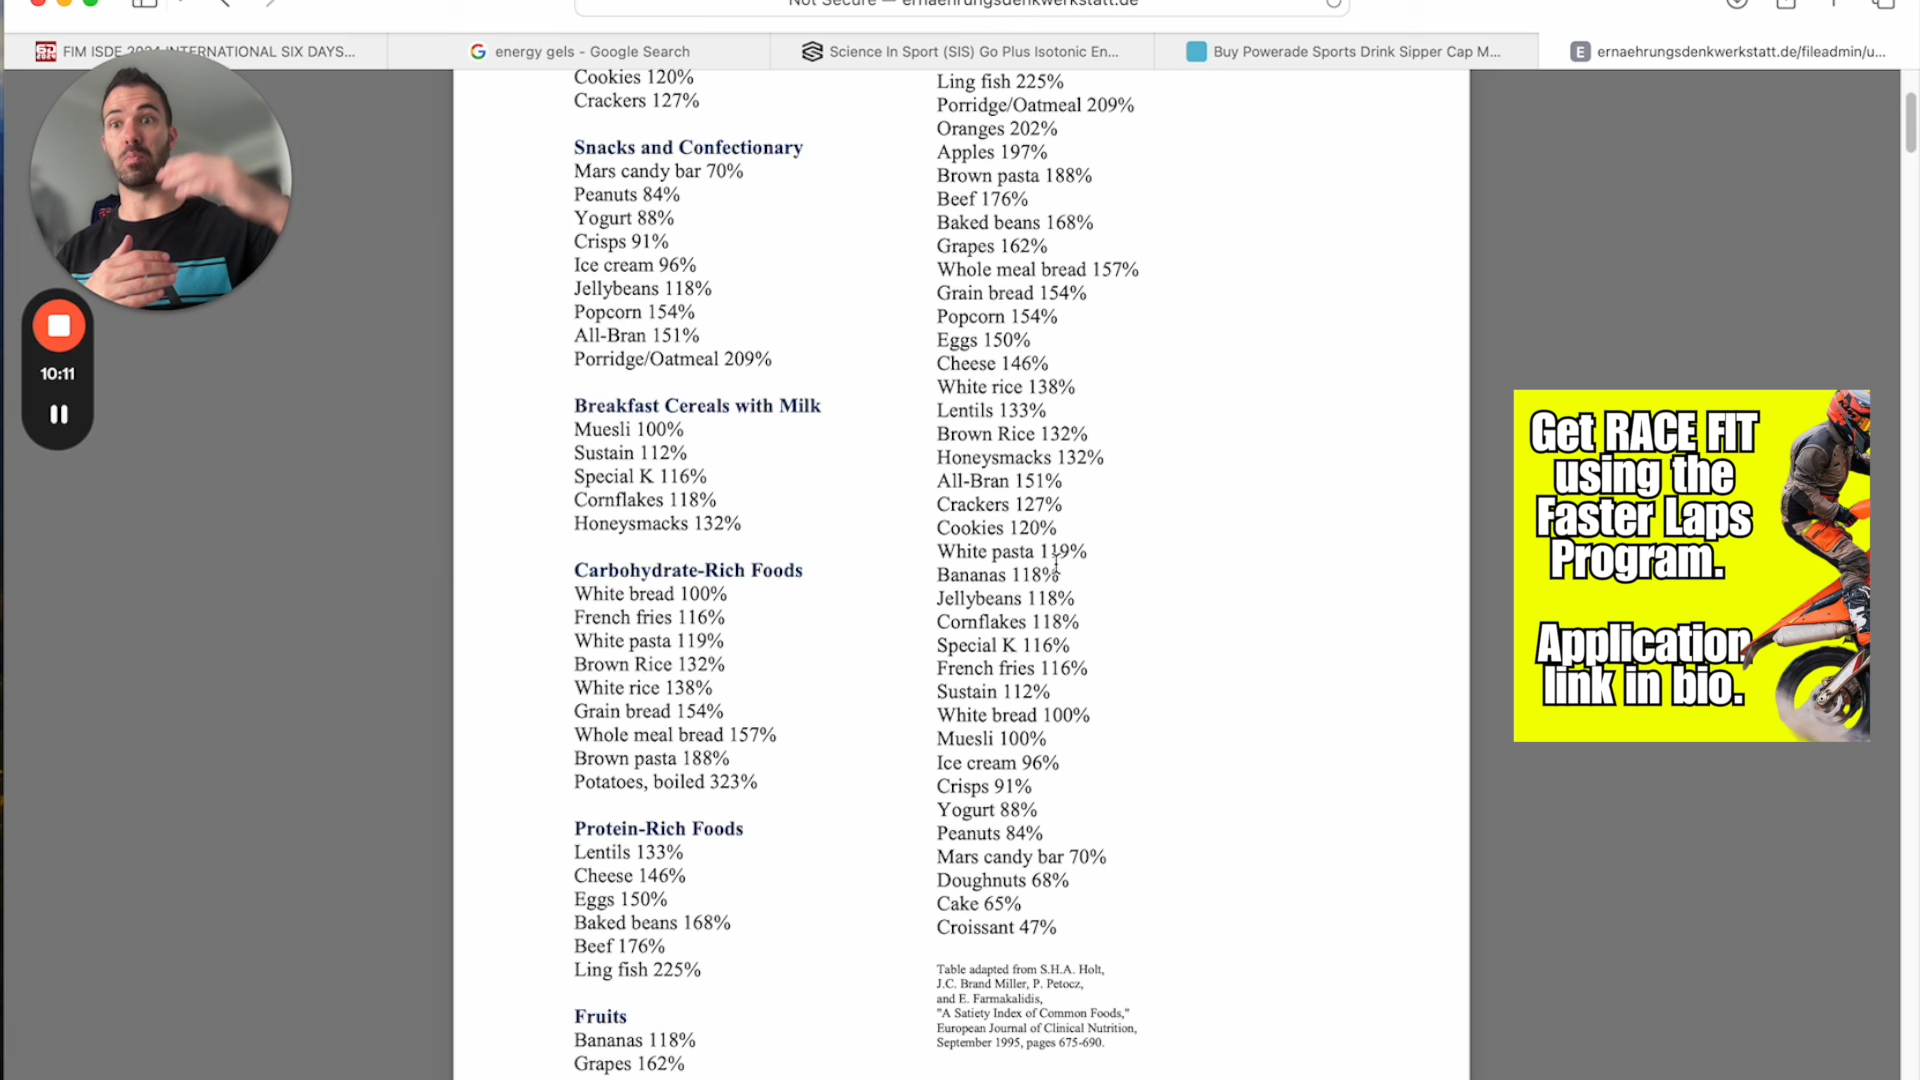 Not Secure — ernaehrungsdenkwerkstatt.de
FIM ISDE 2024 INTERNATIONAL SIX DAYS...
energy gels - Google Search
Science In Sport (SIS) Go Plus Isotonic En...
Buy Powerade Sports Drink Sipper Cap M...
E
ernaehrungsdenkwerkstatt.de/fileadmin/u...
10:11
Cookies 120%
Crackers 127%
Snacks and Confectionary
Mars candy bar 70%
Peanuts 84%
Yogurt 88%
Crisps 91%
Ice cream 96%
Jellybeans 118%
Popcorn 154%
All-Bran 151%
Porridge/Oatmeal 209%
Breakfast Cereals with Milk
Muesli 100%
Sustain 112%
Special K 116%
Cornflakes 118%
Honeysmacks 132%
Carbohydrate-Rich Foods
White bread 100%
French fries 116%
White pasta 119%
Brown Rice 132%
White rice 138%
Grain bread 154%
Whole meal bread 157%
Brown pasta 188%
Potatoes, boiled 323%
Protein-Rich Foods
Lentils 133%
Cheese 146%
Eggs 150%
Baked beans 168%
Beef 176%
Ling fish 225%
Fruits
Bananas 118%
Grapes 162%
Ling fish 225%
Porridge/Oatmeal 209%
Oranges 202%
Apples 197%
Brown pasta 188%
Beef 176%
Baked beans 168%
Grapes 162%
Whole meal bread 157%
Grain bread 154%
Popcorn 154%
Eggs 150%
Cheese 146%
White rice 138%
Lentils 133%
Brown Rice 132%
Honeysmacks 132%
All-Bran 151%
Crackers 127%
Cookies 120%
White pasta 119%
Bananas 118%
Jellybeans 118%
Cornflakes 118%
Special K 116%
French fries 116%
Sustain 112%
White bread 100%
Muesli 100%
Ice cream 96%
Crisps 91%
Yogurt 88%
Peanuts 84%
Mars candy bar 70%
Doughnuts 68%
Cake 65%
Croissant 47%
Table adapted from S.H.A. Holt,
J.C. Brand Miller, P. Petocz,
and E. Farmakalidis,
"A Satiety Index of Common Foods,"
European Journal of Clinical Nutrition,
September 1995, pages 675-690.
Get RACE FIT
using the
Faster Laps
Program.
Application
link in bio.